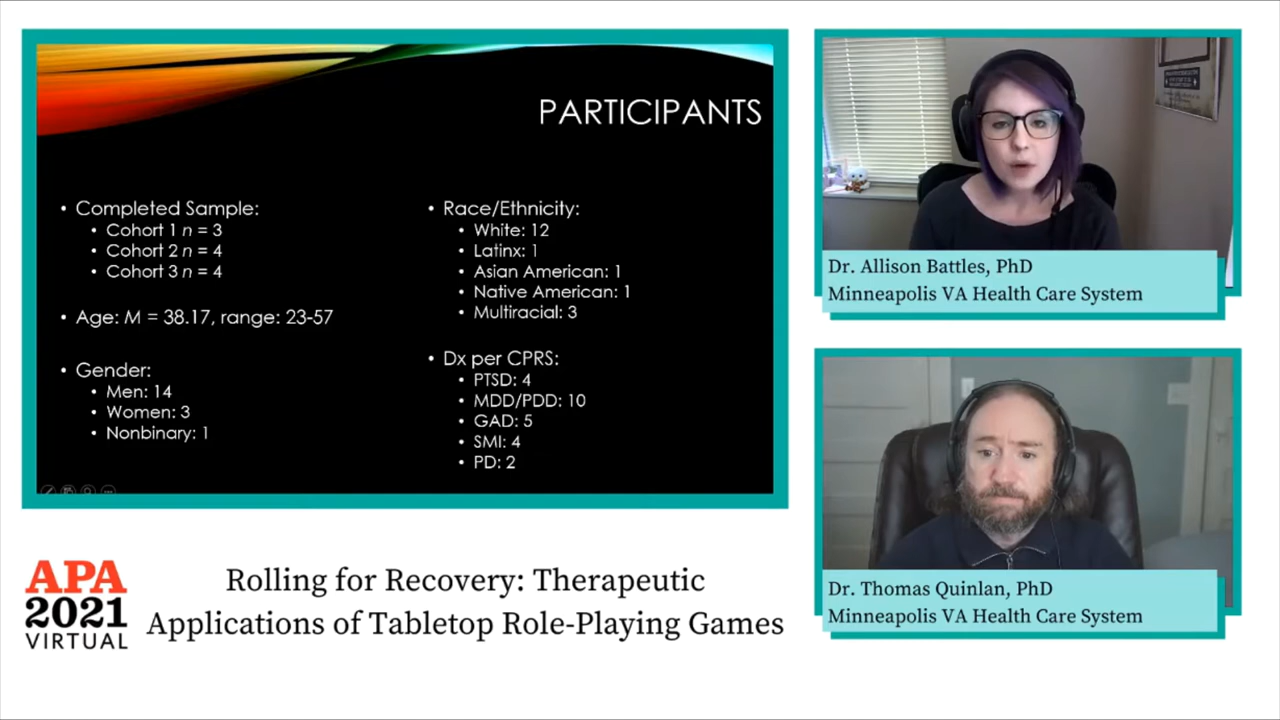 PARTICIPANTS
• Completed Sample:
• Cohort 1 n = 3
• Cohort 2 n = 4
• Cohort 3 n = 4
• Age: M = 38.17, range: 23-57
• Gender:
• Men: 14
• Women: 3
• Nonbinary: 1
• Race/Ethnicity:
• White: 12
• Latinx: 1
• Asian American: 1
• Native American: 1
• Multiracial: 3
• Dx per CPRS:
• PTSD: 4
• MDD/PDD: 10
• GAD: 5
• SMI: 4
• PD: 2
Dr. Allison Battles, PhD
Minneapolis VA Health Care System
Dr. Thomas Quinlan, PhD
Minneapolis VA Health Care System
APA
2021
VIRTUAL
Rolling for Recovery: Therapeutic
Applications of Tabletop Role-Playing Games